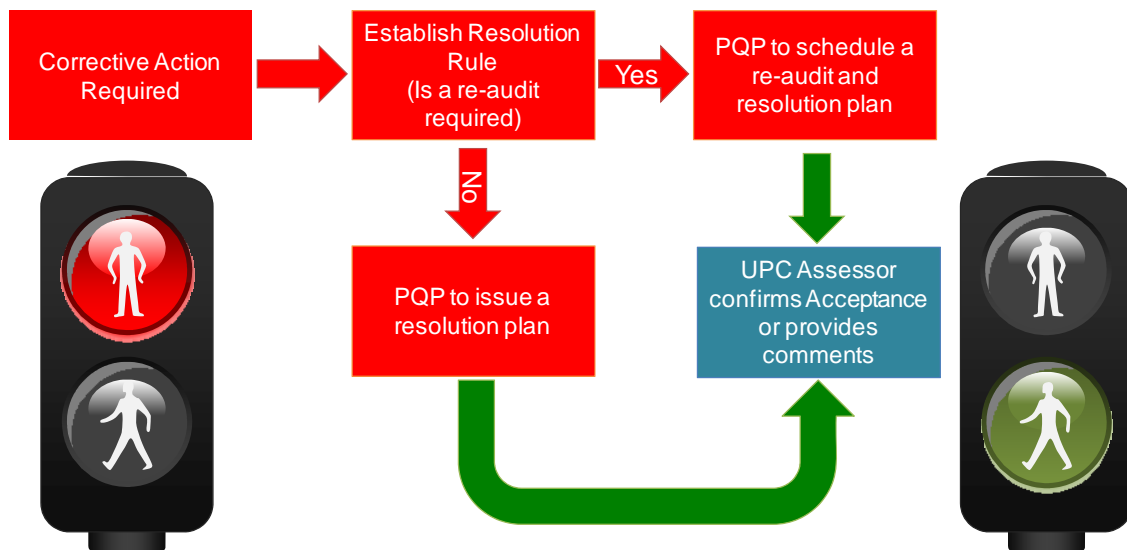 Corrective Action
Required
Establish Resolution
Rule
(Is a re-audit
required)
Yes
PQP to schedule a
re-audit and
resolution plan
No
PQP to issue a
resolution plan
UPC Assessor
confirms Acceptance
or provides
comments